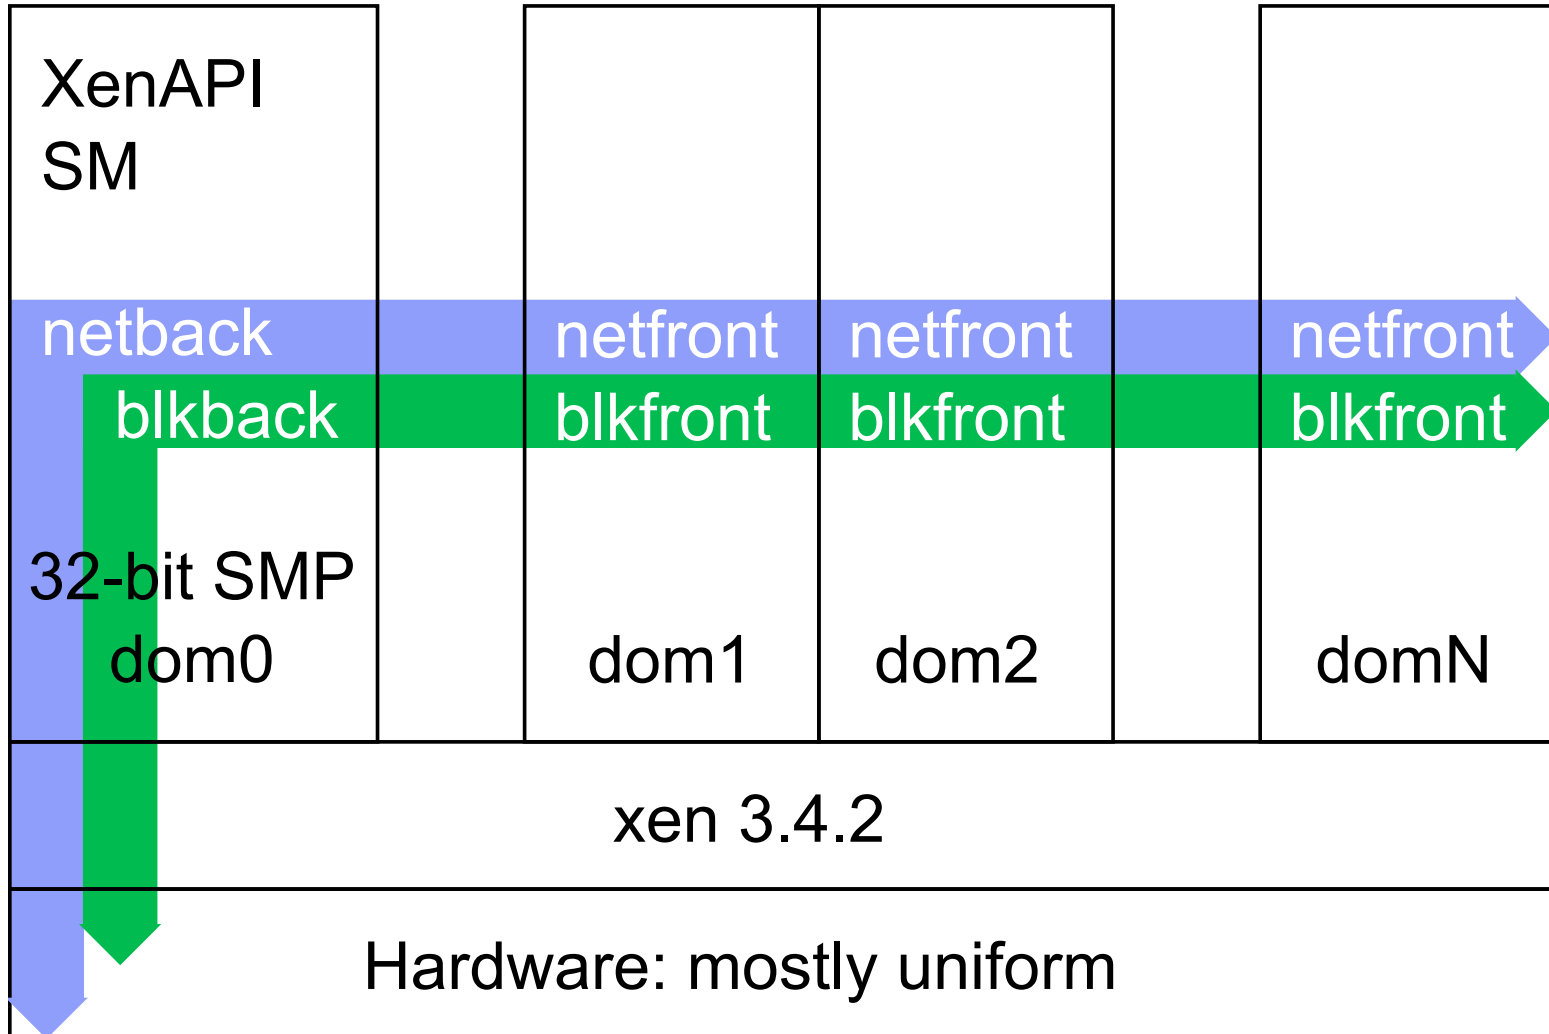 XenAPI
SM
netback netfront netfront netfront
blkback blkfront blkfront blkfront
32-bit SMP
dom0 dom1 dom2 domN
xen 3.4.2
Hardware: mostly uniform